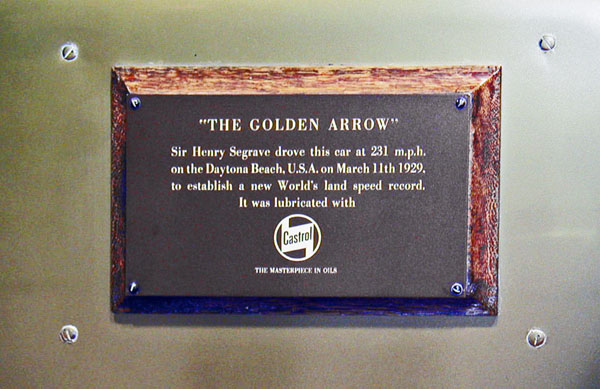 "THE GOLDEN ARROW"
Sir Henry Segrave drove this car at 231 m.p.h.
on the Daytona Beach, U.S.A. on March 11th 1929,
to establish a new World's land speed record.
It was lubricated with
Castrol
THE MASTERPIECE IN OILS